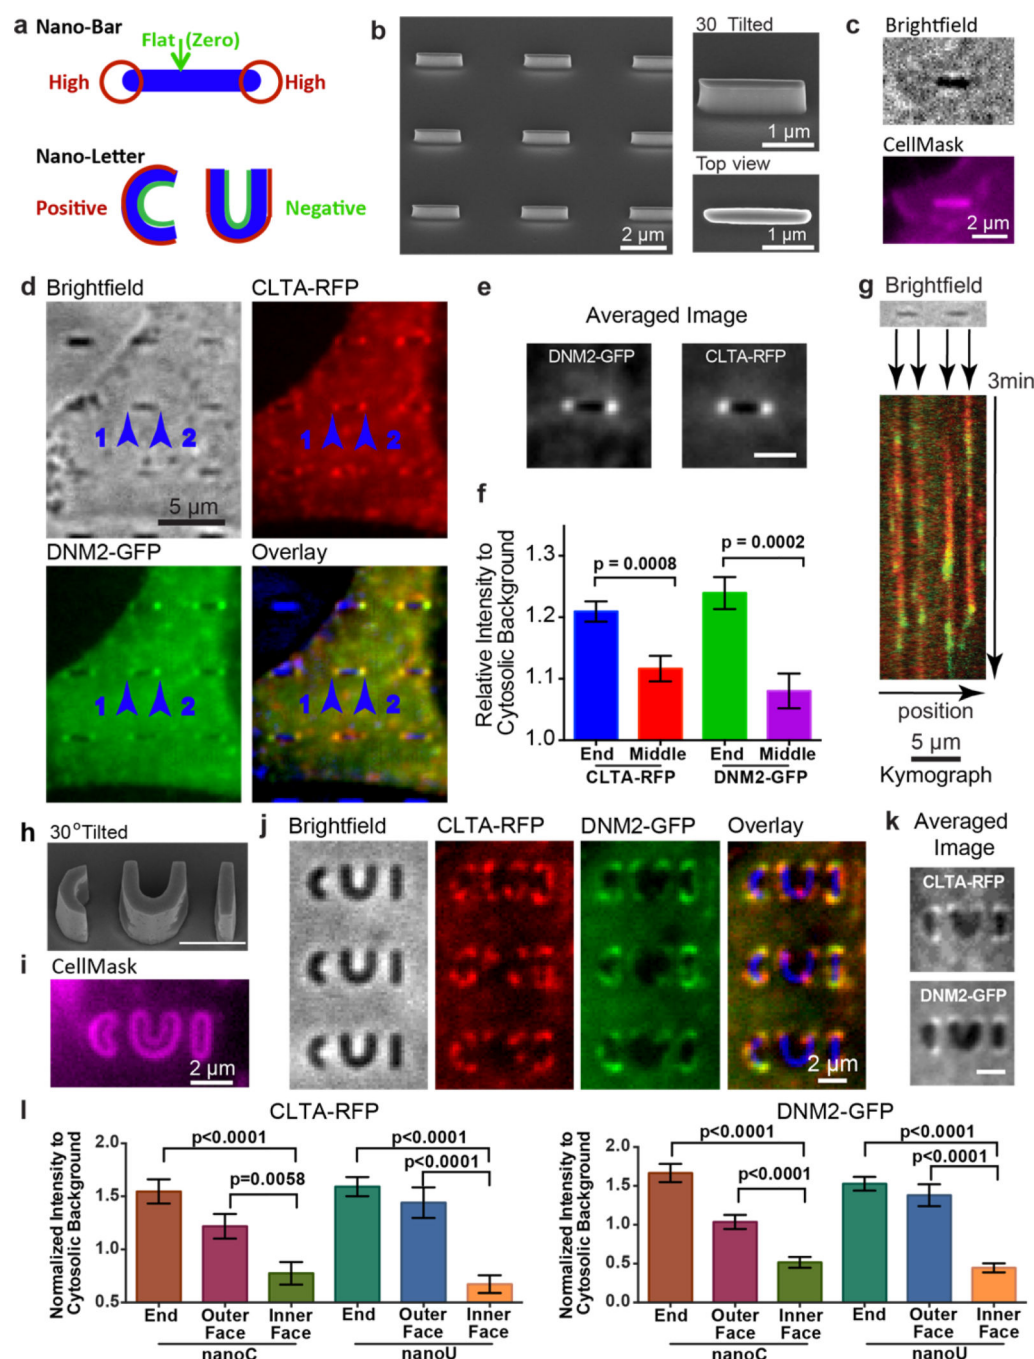 a
Nano-Bar
Flat (Zero)
High
High
Nano-Letter
Positive
Negative
b
2 µm
30 Tilted
1 µm
Top view
1 µm
c
Brightfield
CellMask
2 µm
d
Brightfield
CLTA-RFP
1 2
1 2
5 µm
DNM2-GFP
Overlay
1 2
1 2
e
Averaged Image
DNM2-GFP
CLTA-RFP
f
Relative Intensity to
Cytosolic Background
1.3
1.2
1.1
1.0
p = 0.0008
p = 0.0002
End Middle End Middle
CLTA-RFP DNM2-GFP
g
Brightfield
3min
position
5 µm
Kymograph
h
30°Tilted
i
CellMask
2 µm
j
Brightfield
CLTA-RFP
DNM2-GFP
Overlay
2 µm
k
Averaged
Image
CLTA-RFP
DNM2-GFP
l
CLTA-RFP
Normalized Intensity to
Cytosolic Background
2.0
1.5
1.0
0.5
p<0.0001
p=0.0058
p<0.0001
p<0.0001
End Outer Inner End Outer Inner
Face Face Face Face
nanoC nanoU
DNM2-GFP
Normalized Intensity to
Cytosolic Background
2.0
1.5
1.0
0.5
0.0
p<0.0001
p<0.0001
p<0.0001
p<0.0001
End Outer Inner End Outer Inner
Face Face Face Face
nanoC nanoU